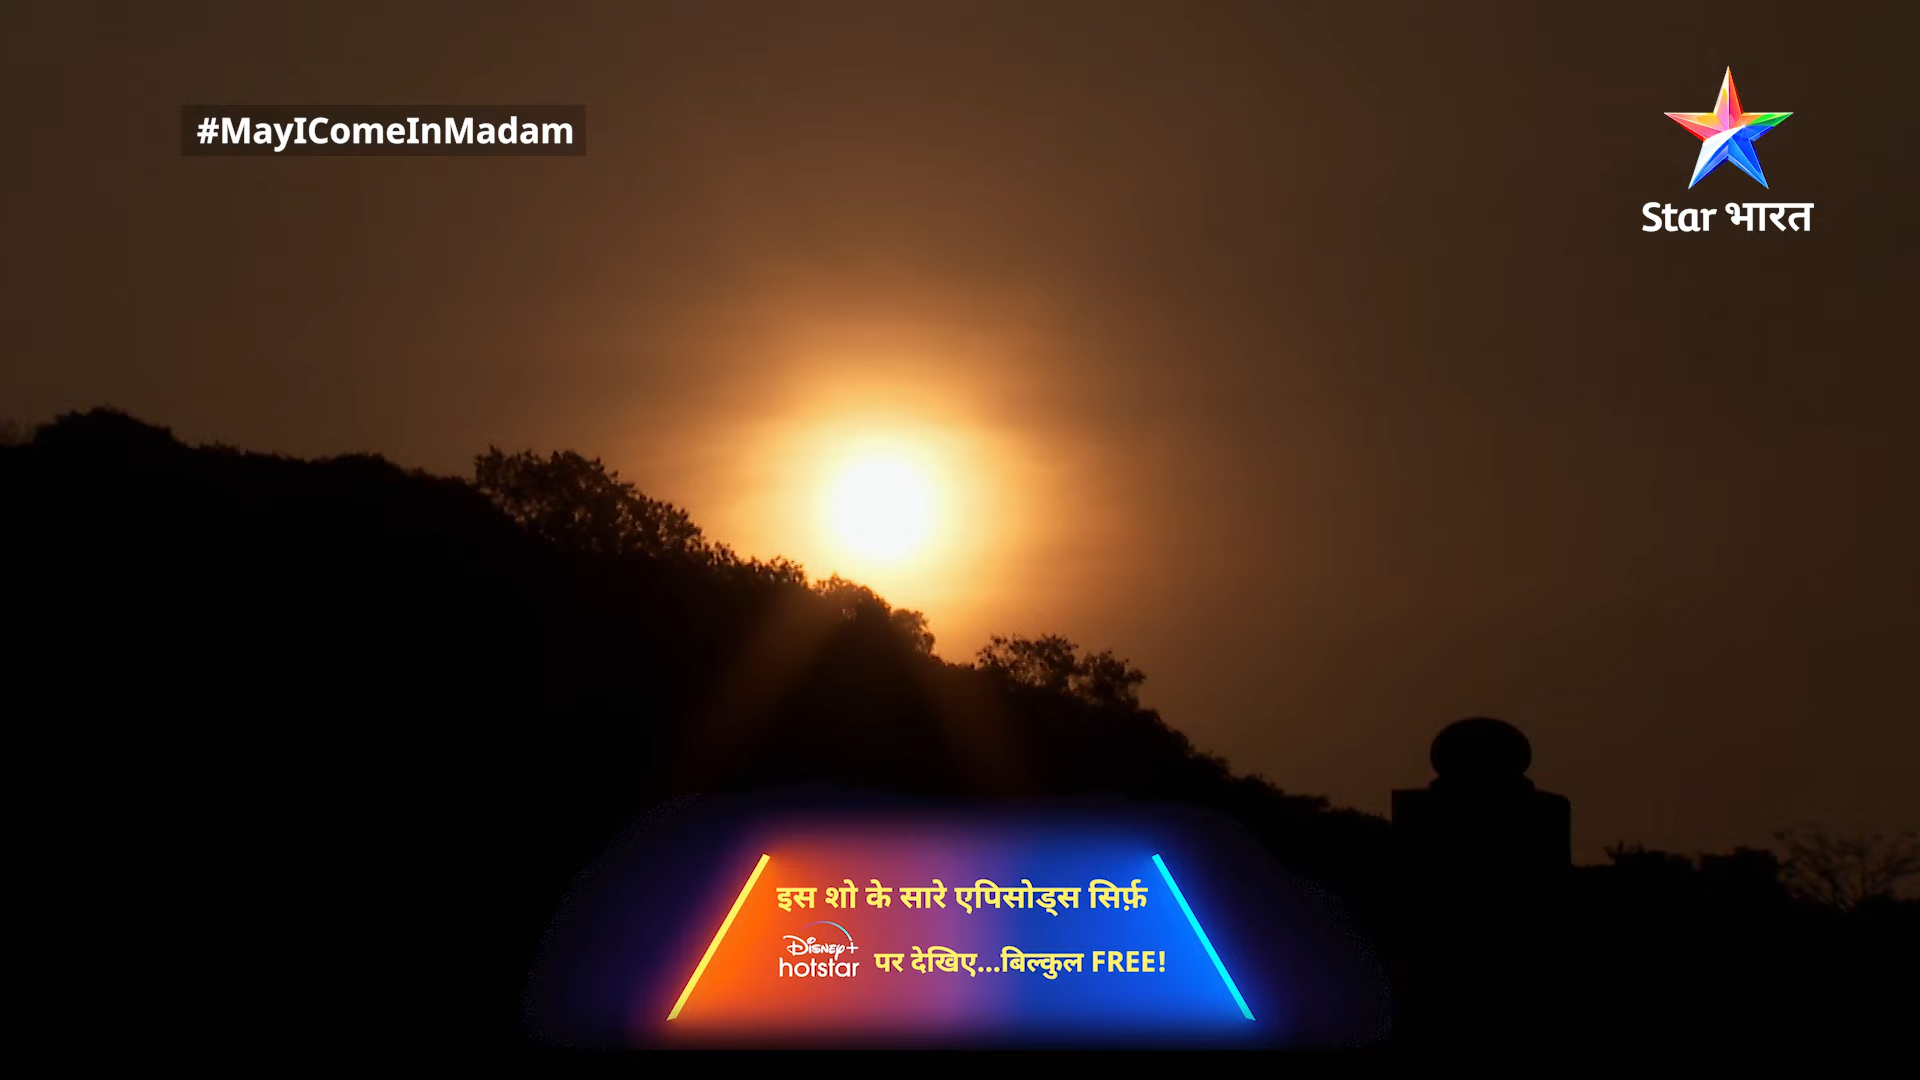 #MayIComeInMadam
Star भारत
इस शो के सारे एपिसोड्स सिर्फ़
Disney+ hotstar पर देखिए...बिल्कुल FREE!